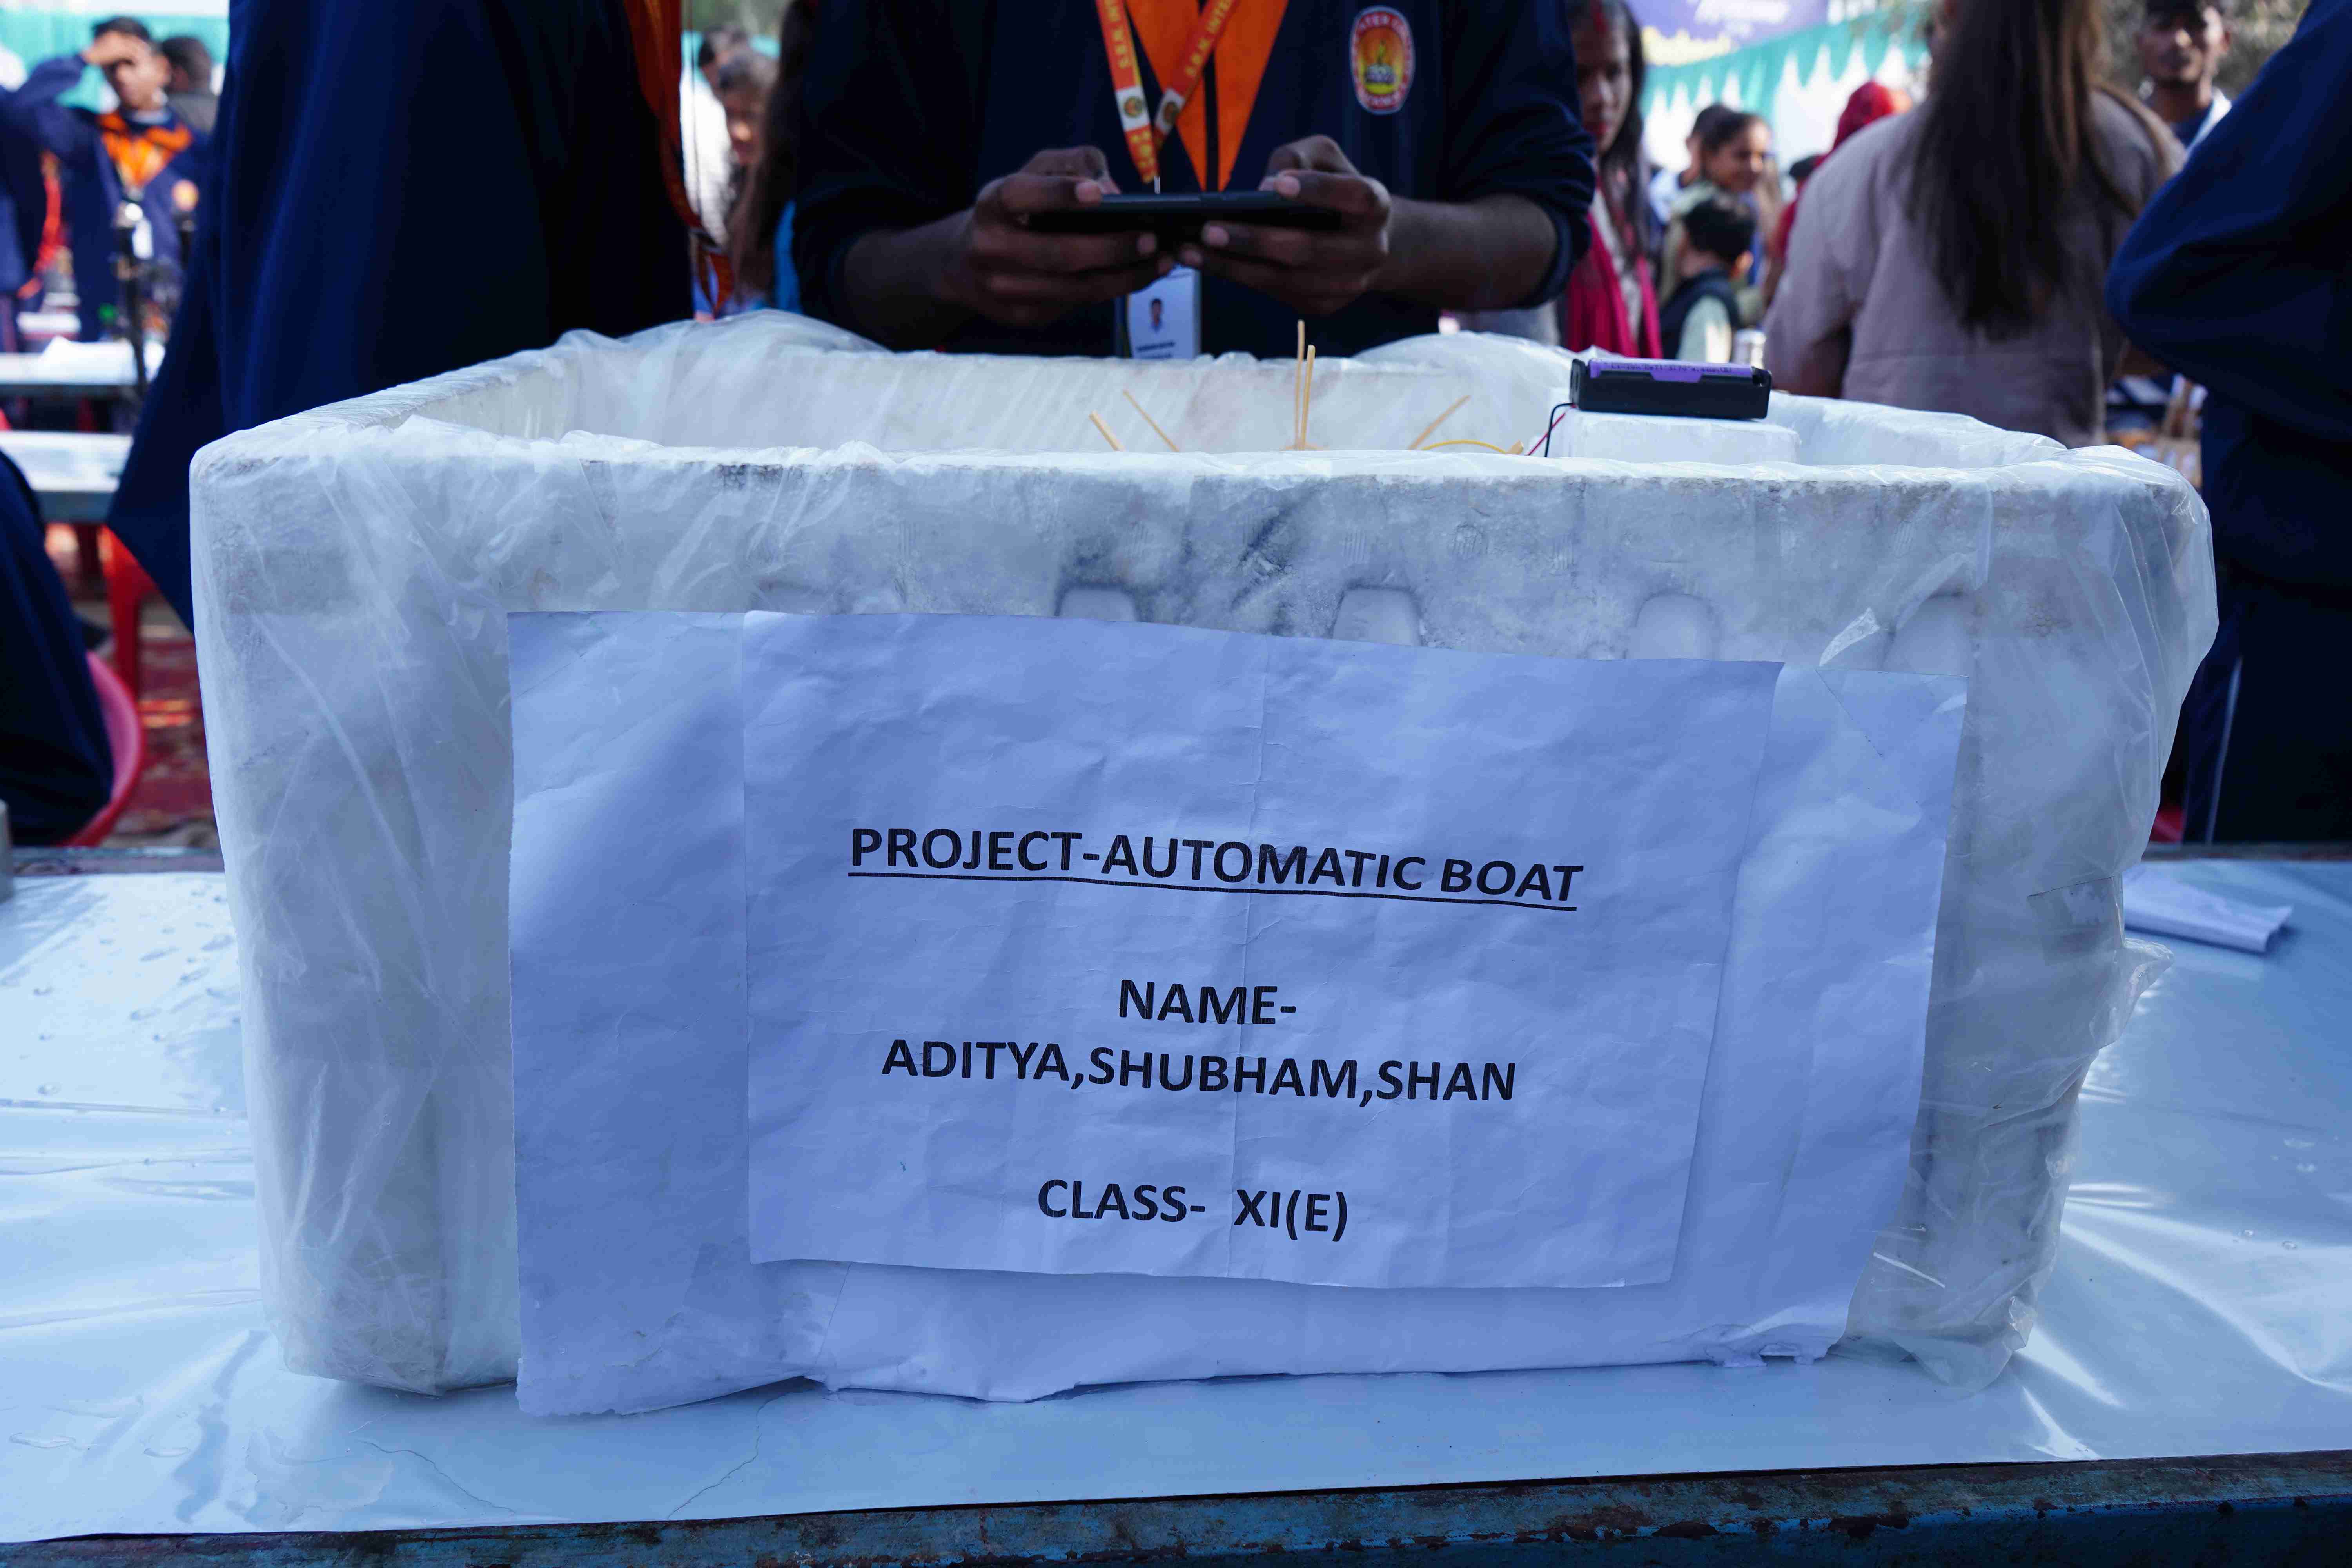 PROJECT-AUTOMATIC BOAT
NAME-
ADITYA,SHUBHAM,SHAN
CLASS- XI(E)